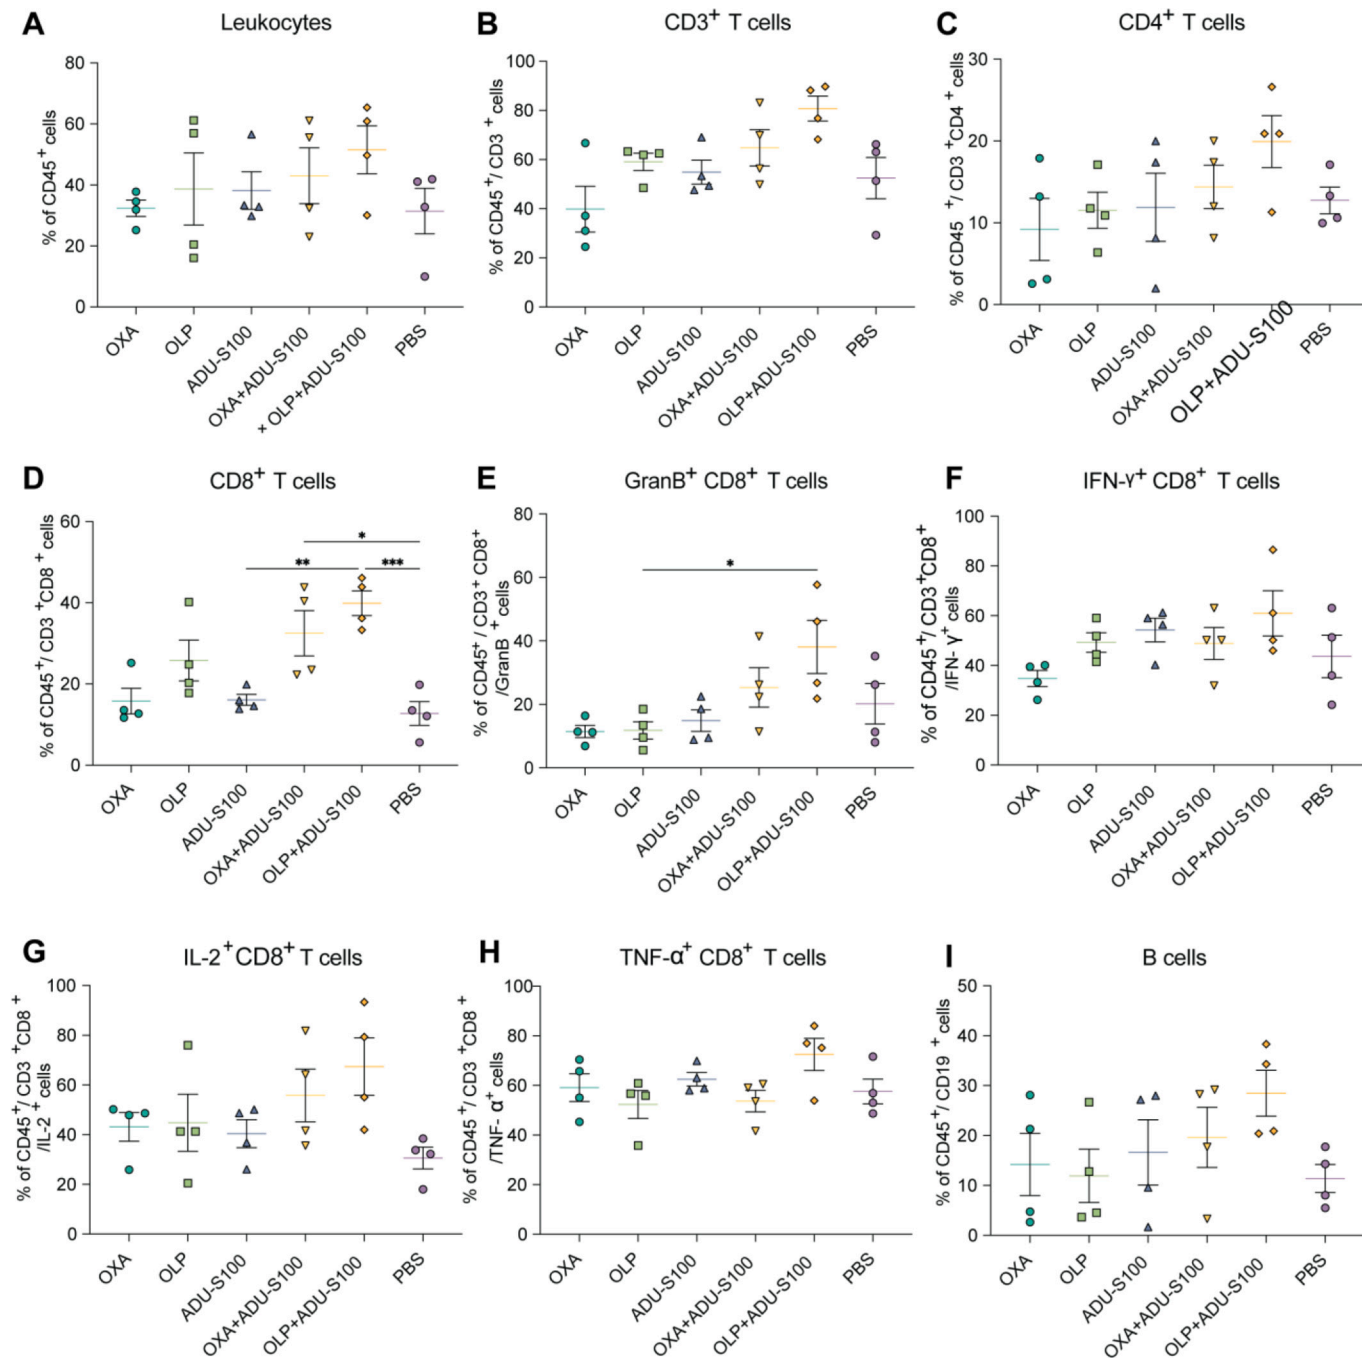 A Leukocytes
% of CD45+ cells
80
60
40
20
0
OXA
OLP
ADU-S100
OXA+ADU-S100
+ OLP+ADU-S100
PBS
B CD3+ T cells
% of CD45+/ CD3 + cells
100
80
60
40
20
0
OXA
OLP
ADU-S100
OXA+ADU-S100
OLP+ADU-S100
PBS
C CD4+ T cells
% of CD45 +/ CD3 +CD4 + cells
30
20
10
0
OXA
OLP
ADU-S100
OXA+ADU-S100
OLP+ADU-S100
PBS
D CD8+ T cells
% of CD45+/ CD3 +CD8 + cells
60
40
20
0
*
** ***
OXA
OLP
ADU-S100
OXA+ADU-S100
OLP+ADU-S100
PBS
E GranB+ CD8+ T cells
% of CD45+/ CD3+ CD8+
/GranB + cells
80
60
40
20
0
*
OXA
OLP
ADU-S100
OXA+ADU-S100
OLP+ADU-S100
PBS
F IFN-γ+ CD8+ T cells
% of CD45+/ CD3+CD8+
/IFN- γ+ cells
100
80
60
40
20
0
OXA
OLP
ADU-S100
OXA+ADU-S100
OLP+ADU-S100
PBS
G IL-2+CD8+ T cells
% of CD45+/ CD3 +CD8 +
/IL-2 + cells
100
80
60
40
20
0
OXA
OLP
ADU-S100
OXA+ADU-S100
OLP+ADU-S100
PBS
H TNF-α+ CD8+ T cells
% of CD45+/ CD3 +CD8 +
/TNF- α+ cells
100
80
60
40
20
0
OXA
OLP
ADU-S100
OXA+ADU-S100
OLP+ADU-S100
PBS
I B cells
% of CD45+/ CD19 + cells
50
40
30
20
10
0
OXA
OLP
ADU-S100
OXA+ADU-S100
OLP+ADU-S100
PBS